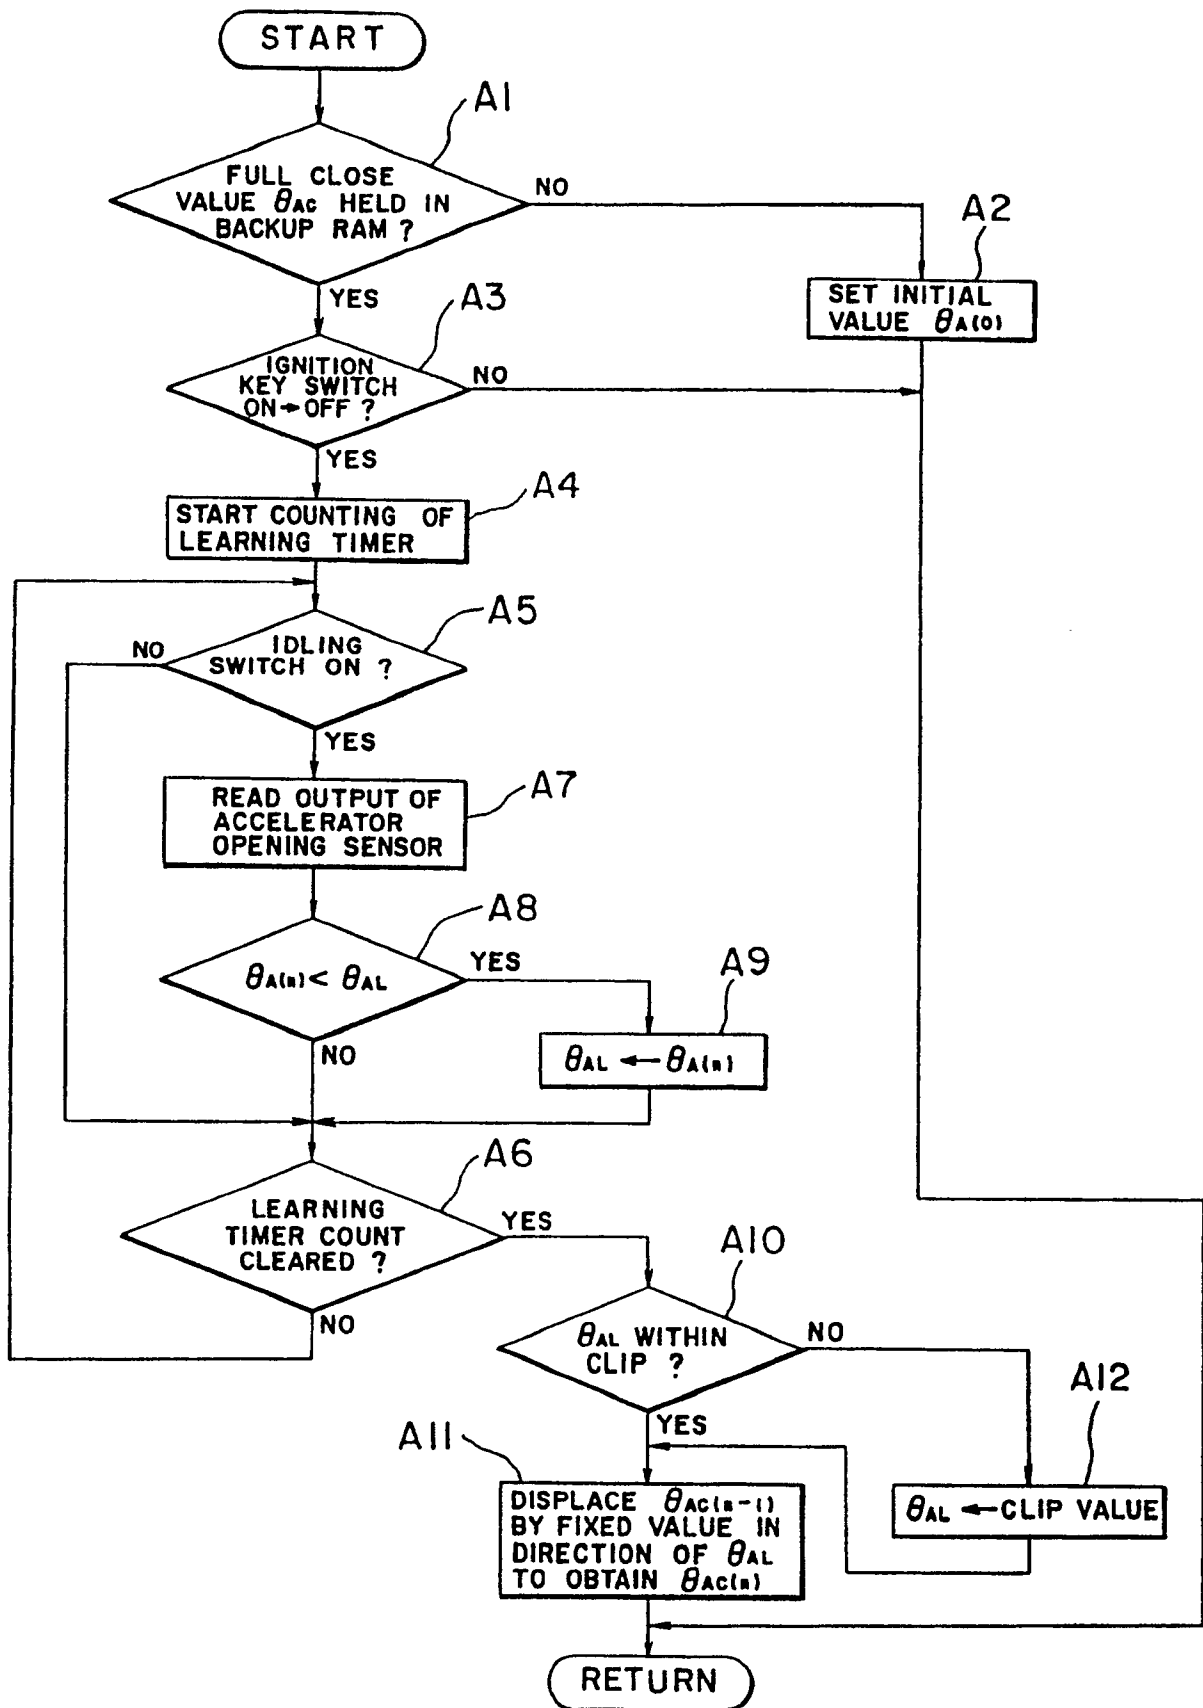 START
A1
FULL CLOSE
VALUE θAC HELD IN
BACKUP RAM ?
NO
YES
A2
SET INITIAL
VALUE θA(0)
A3
IGNITION
KEY SWITCH
ON→OFF ?
NO
YES
A4
START COUNTING OF
LEARNING TIMER
A5
IDLING
SWITCH ON ?
NO
YES
A7
READ OUTPUT OF
ACCELERATOR
OPENING SENSOR
A8
θA(n) < θAL
YES
NO
A9
θAL ← θA(n)
A6
LEARNING
TIMER COUNT
CLEARED ?
YES
NO
A10
θAL WITHIN
CLIP ?
NO
YES
A12
θAL ← CLIP VALUE
A11
DISPLACE θAC(n-1)
BY FIXED VALUE IN
DIRECTION OF θAL
TO OBTAIN θAC(n)
RETURN